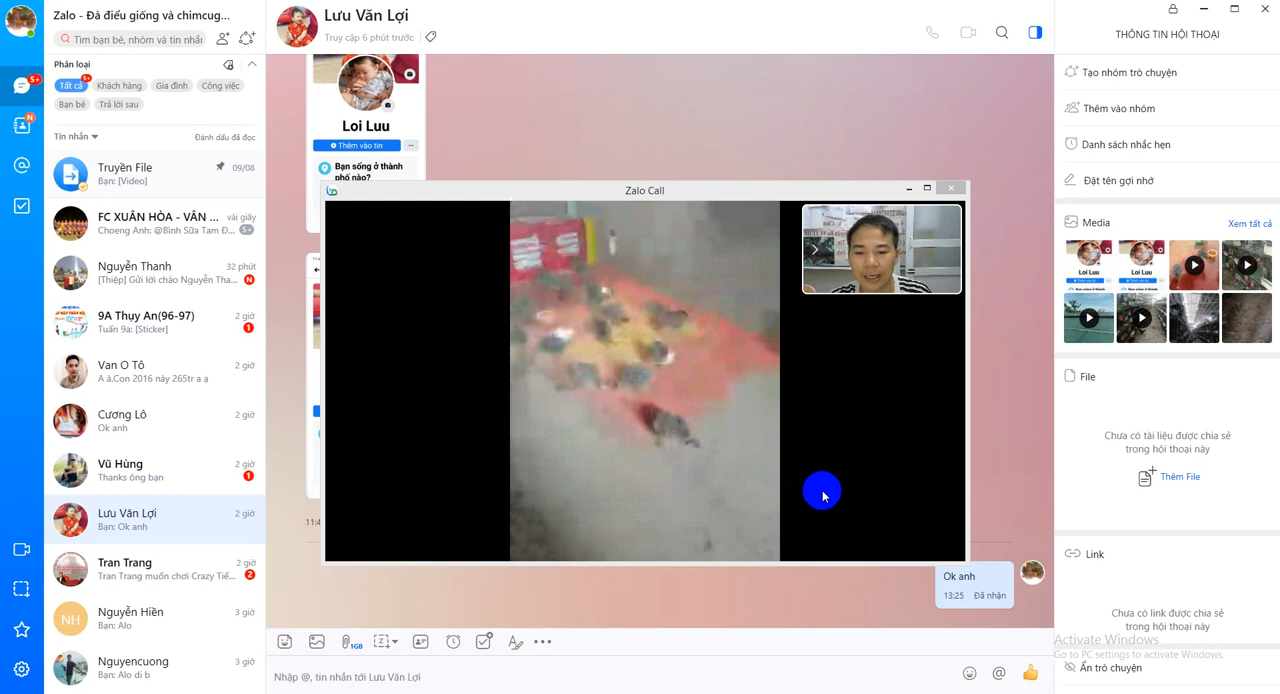 Zalo - Đà điểu giống và chimcug...
Tìm bạn bè, nhóm và tin nhắ
Phân loại
Tất cả
5+
Khách hàng
Gia đình
Công việc
Bạn bè
Trả lời sau
Tin nhắn
Đánh dấu đã đọc
5+
N
Truyền File
09/08
Bạn: [Video]
FC XUÂN HÒA - VÂN ...
vài giây
Choeng Anh: @Bình Sữa Tam Đ...
5+
Nguyễn Thanh
32 phút
[Thiệp] Gửi lời chào Nguyễn Tha...
N
9A Thụy An(96-97)
2 giờ
Tuấn 9a: [Sticker]
1
Van O Tô
2 giờ
A à.Con 2016 này 265tr a ạ
Cương Lô
2 giờ
Ok anh
Vũ Hùng
2 giờ
Thanks ông bạn
1
Lưu Văn Lợi
2 giờ
Bạn: Ok anh
Tran Trang
2 giờ
Tran Trang muốn chơi Crazy Tiế...
2
NH
Nguyễn Hiền
3 giờ
Bạn: Alo
Nguyencuong
3 giờ
Bạn: Alo di b
Lưu Văn Lợi
Truy cập 6 phút trước
Loi Luu
Thêm vào tin
Bạn sống ở thành
phố nào?
Zalo Call
Ok anh
13:25 Đã nhận
1GB
Nhập @, tin nhắn tới Lưu Văn Lợi
THÔNG TIN HỘI THOẠI
Tạo nhóm trò chuyện
Thêm vào nhóm
Danh sách nhắc hẹn
Đặt tên gợi nhớ
Media
Xem tất cả
Loi Luu
Loi Luu
File
Chưa có tài liệu được chia sẻ
trong hội thoại này
Thêm File
Link
Chưa có link được chia sẻ
trong hội thoại này
Activate Windows
Go to PC settings to activate Windows.
Ẩn trò chuyện